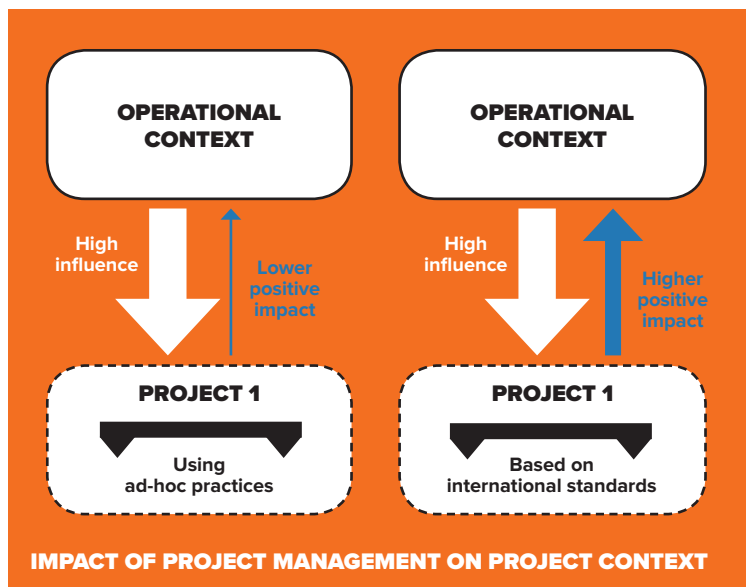 OPERATIONAL
CONTEXT
High
influence
Lower
positive
impact
PROJECT 1
Using
ad-hoc practices
OPERATIONAL
CONTEXT
High
influence
Higher
positive
impact
PROJECT 1
Based on
international standards
IMPACT OF PROJECT MANAGEMENT ON PROJECT CONTEXT